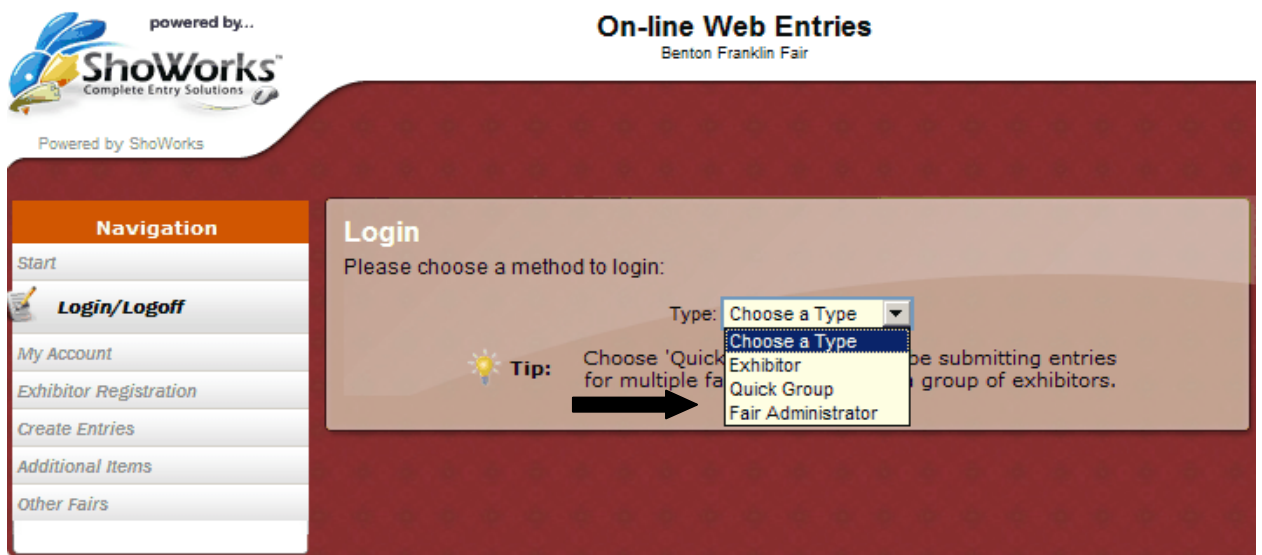 powered by...
ShoWorks™
Complete Entry Solutions
Powered by ShoWorks
On-line Web Entries
Benton Franklin Fair
Navigation
Start
Login/Logoff
My Account
Exhibitor Registration
Create Entries
Additional Items
Other Fairs
Login
Please choose a method to login:
Type: Choose a Type
Choose a Type
Exhibitor
Quick Group
Fair Administrator
Tip: Choose 'Quick be submitting entries
for multiple fa group of exhibitors.